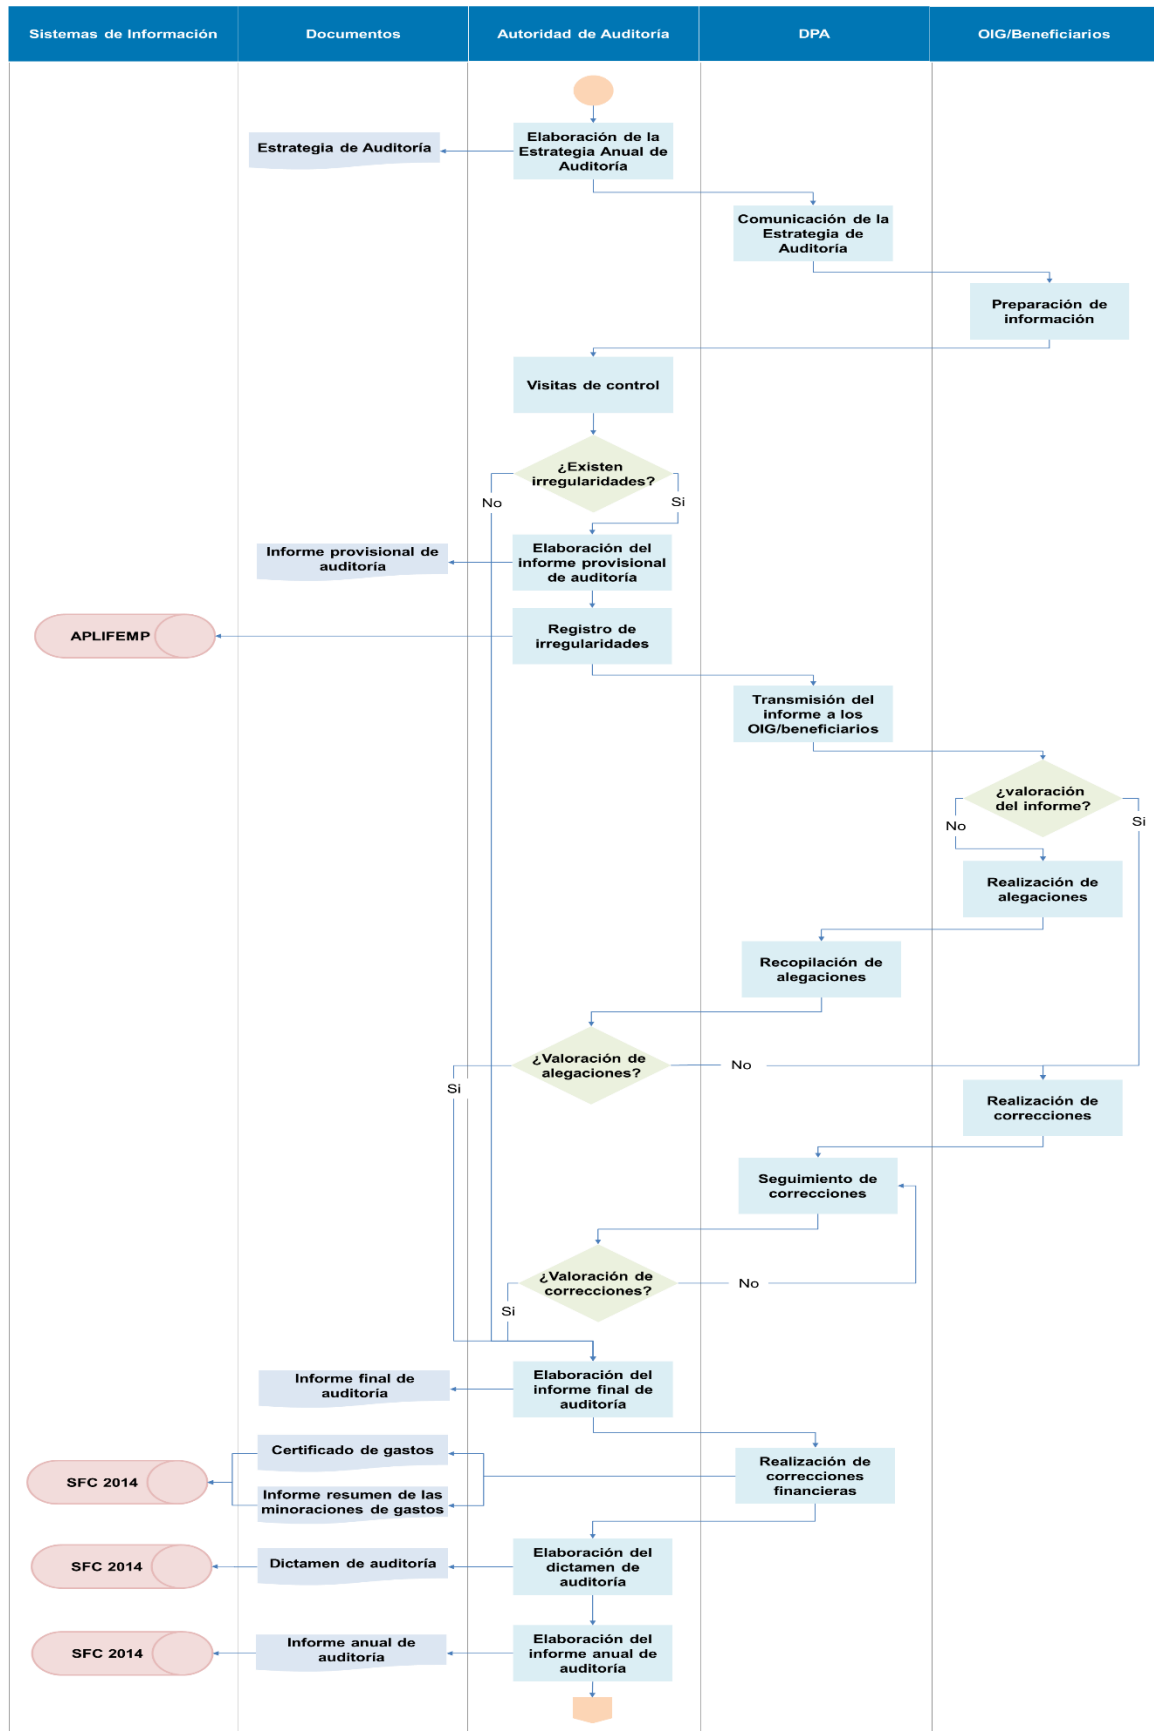 Sistemas de Información
Documentos
Autoridad de Auditoría
DPA
OIG/Beneficiarios
Estrategia de Auditoría
Elaboración de la
Estrategia Anual de
Auditoría
Comunicación de la
Estrategia de
Auditoría
Preparación de
información
Visitas de control
¿Existen
irregularidades?
No
Si
Informe provisional de
auditoría
Elaboración del
informe provisional
de auditoría
APLIFEMP
Registro de
irregularidades
Transmisión del
informe a los
OIG/beneficiarios
¿valoración
del informe?
No
Si
Realización de
alegaciones
Recopilación de
alegaciones
¿Valoración de
alegaciones?
No
Si
Realización de
correcciones
Seguimiento de
correcciones
¿Valoración de
correcciones?
No
Si
Informe final de
auditoría
Elaboración del
informe final de
auditoría
Certificado de gastos
SFC 2014
Informe resumen de las
minoraciones de gastos
Realización de
correcciones
financieras
SFC 2014
Dictamen de auditoría
Elaboración del
dictamen de
auditoría
SFC 2014
Informe anual de
auditoría
Elaboración del
informe anual de
auditoría